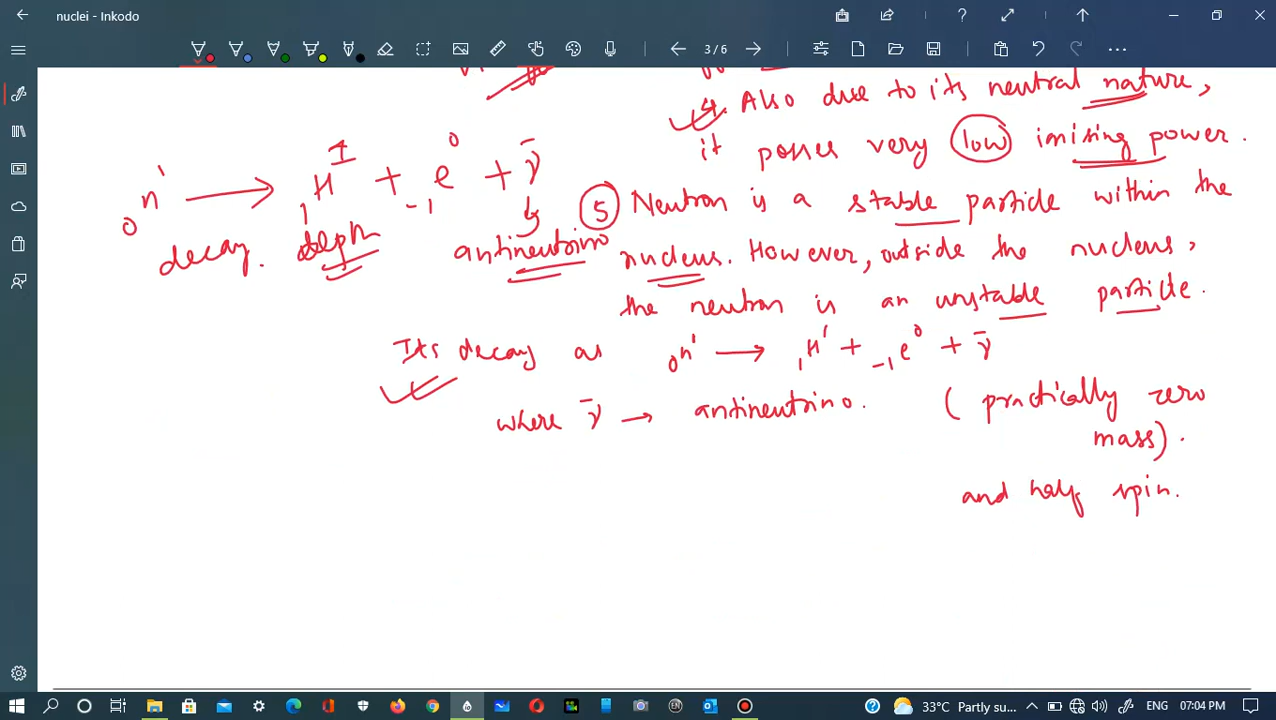 nuclei - Inkodo
3/6
4. Also due to its neutral nature,
it posses very low ionising power.
₀n¹ → ₁H¹ + ₋₁e⁰ + ν̄
decay.
antineutrino
5 Neutron is a stable particle within the
nucleus. However, outside the nucleus,
the neutron is an unstable particle.
Its decay as ₀n¹ → ₁H¹ + ₋₁e⁰ + ν̄
where ν̄ → antineutrino. (practically zero
mass).
and half spin.
33°C Partly su...
ENG 07:04 PM